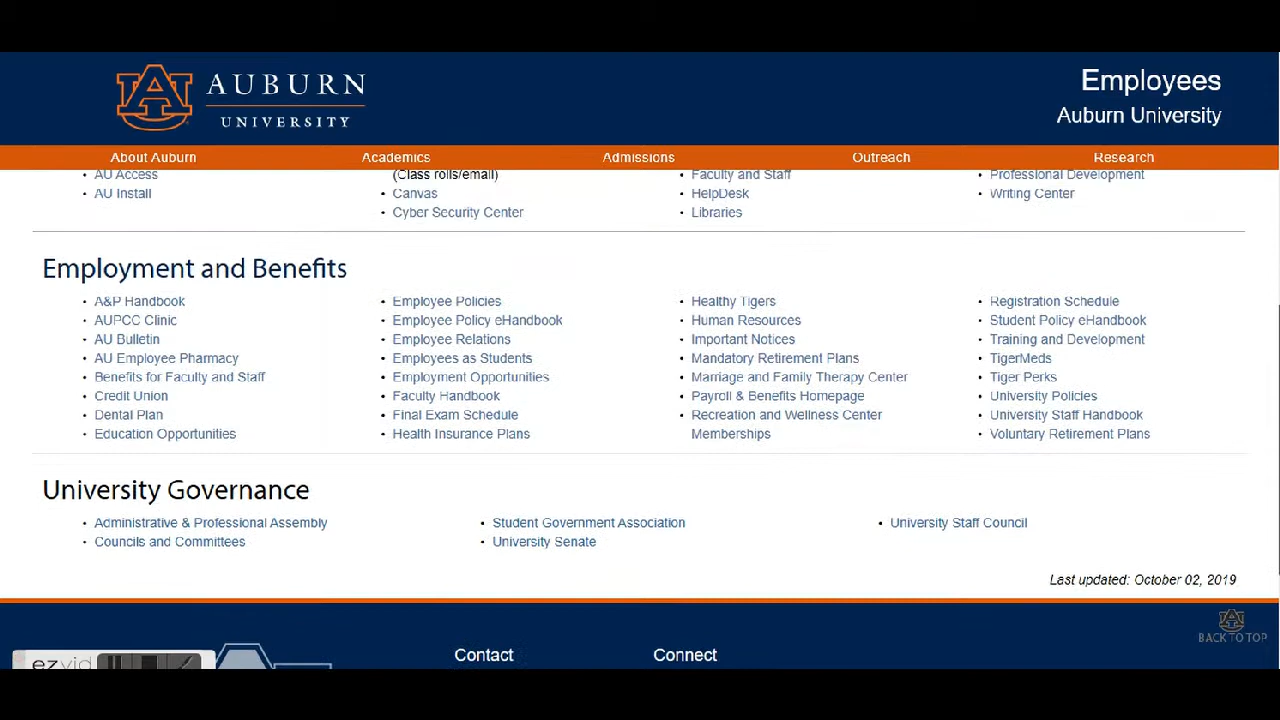 AUBURN
UNIVERSITY
Employees
Auburn University
About Auburn
Academics
Admissions
Outreach
Research
AU Access
AU Install
(Class rolls/email)
Canvas
Cyber Security Center
Faculty and Staff
HelpDesk
Libraries
Professional Development
Writing Center
Employment and Benefits
A&P Handbook
AUPCC Clinic
AU Bulletin
AU Employee Pharmacy
Benefits for Faculty and Staff
Credit Union
Dental Plan
Education Opportunities
Employee Policies
Employee Policy eHandbook
Employee Relations
Employees as Students
Employment Opportunities
Faculty Handbook
Final Exam Schedule
Health Insurance Plans
Healthy Tigers
Human Resources
Important Notices
Mandatory Retirement Plans
Marriage and Family Therapy Center
Payroll & Benefits Homepage
Recreation and Wellness Center
Memberships
Registration Schedule
Student Policy eHandbook
Training and Development
TigerMeds
Tiger Perks
University Policies
University Staff Handbook
Voluntary Retirement Plans
University Governance
Administrative & Professional Assembly
Councils and Committees
Student Government Association
University Senate
University Staff Council
Last updated: October 02, 2019
BACK TO TOP
ezvid
Contact
Connect